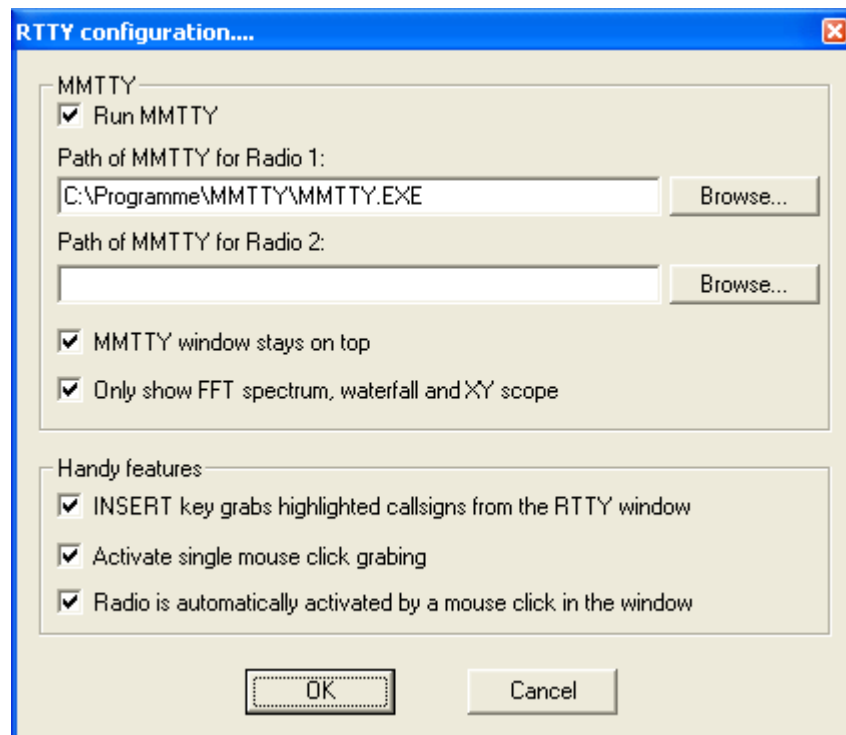 RTTY configuration....
MMTTY
Run MMTTY
Path of MMTTY for Radio 1:
C:\Programme\MMTTY\MMTTY.EXE
Browse...
Path of MMTTY for Radio 2:
Browse...
MMTTY window stays on top
Only show FFT spectrum, waterfall and XY scope
Handy features
INSERT key grabs highlighted callsigns from the RTTY window
Activate single mouse click grabing
Radio is automatically activated by a mouse click in the window
OK
Cancel